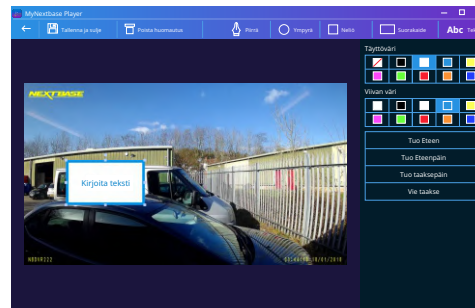 MyNextbase Player
Tallenna ja sulje
Poista huomautus
Piirrä
Ympyrä
Neliö
Suorakaide
Abc
Täyttöväri
Viivan väri
Tuo Eteen
Tuo Eteenpäin
Tuo taaksepäin
Vie taakse
NEXTBASE
Kirjoita teksti